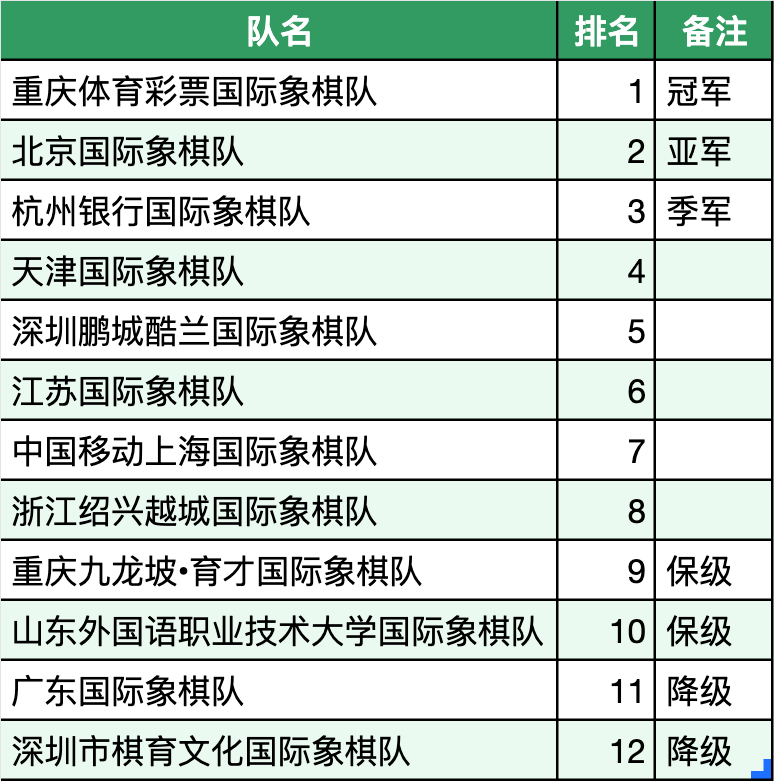 队名 排名 备注
重庆体育彩票国际象棋队 1 冠军
北京国际象棋队 2 亚军
杭州银行国际象棋队 3 季军
天津国际象棋队 4
深圳鹏城酷兰国际象棋队 5
江苏国际象棋队 6
中国移动上海国际象棋队 7
浙江绍兴越城国际象棋队 8
重庆九龙坡•育才国际象棋队 9 保级
山东外国语职业技术大学国际象棋队 10 保级
广东国际象棋队 11 降级
深圳市棋育文化国际象棋队 12 降级